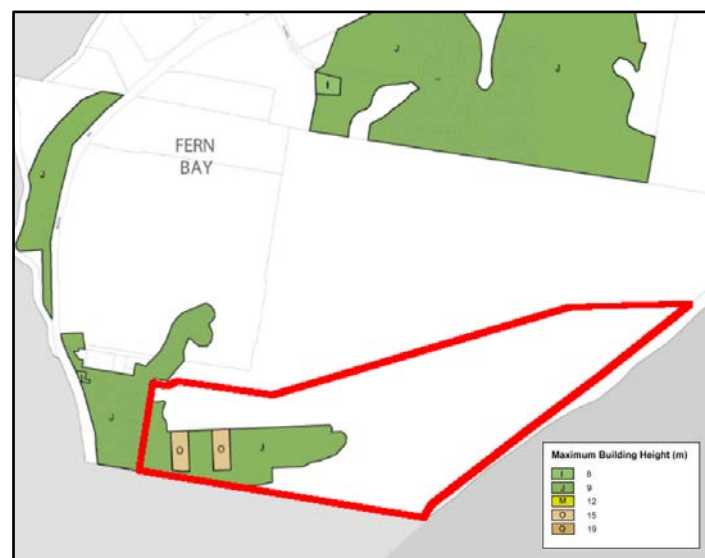 J
J
I
FERN
BAY
J
J
O
O
J
Maximum Building Height (m)
I 8
J 9
M 12
O 15
Q 19